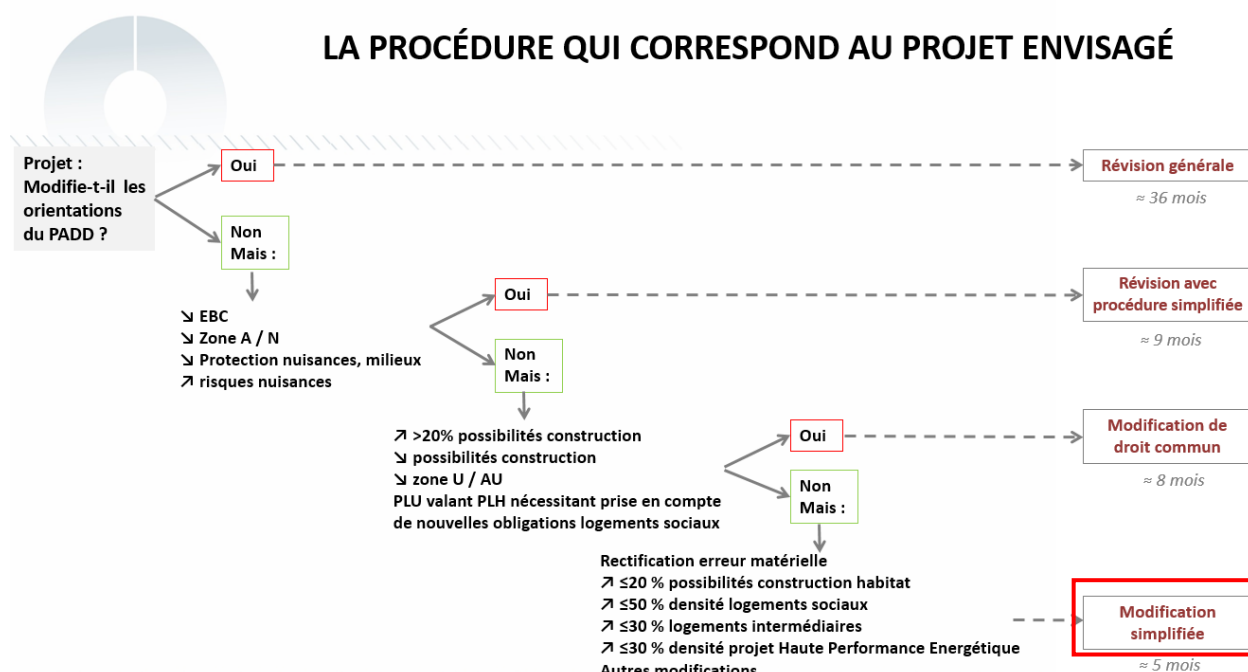 LA PROCÉDURE QUI CORRESPOND AU PROJET ENVISAGÉ
Projet :
Modifie-t-il les
orientations
du PADD ?
Oui
Révision générale
≈ 36 mois
Non
Mais :
↘ EBC
↘ Zone A / N
↘ Protection nuisances, milieux
↗ risques nuisances
Oui
Révision avec
procédure simplifiée
≈ 9 mois
Non
Mais :
↗ >20% possibilités construction
↘ possibilités construction
↘ zone U / AU
PLU valant PLH nécessitant prise en compte
de nouvelles obligations logements sociaux
Oui
Modification de
droit commun
≈ 8 mois
Non
Mais :
Rectification erreur matérielle
↗ ≤20 % possibilités construction habitat
↗ ≤50 % densité logements sociaux
↗ ≤30 % logements intermédiaires
↗ ≤30 % densité projet Haute Performance Energétique
Autres modifications
Modification
simplifiée
≈ 5 mois